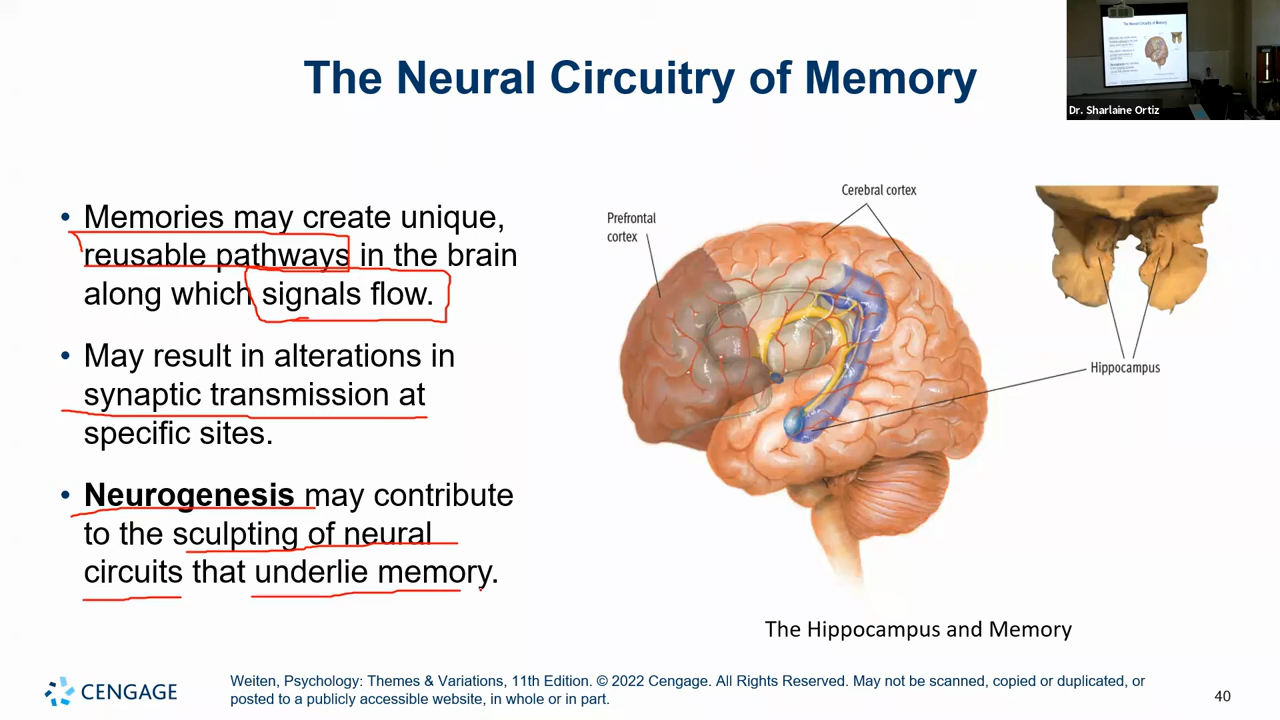 The Neural Circuitry of Memory
Dr. Sharlaine Ortiz
• Memories may create unique,
reusable pathways in the brain
along which signals flow.
• May result in alterations in
synaptic transmission at
specific sites.
• Neurogenesis may contribute
to the sculpting of neural
circuits that underlie memory.
Cerebral cortex
Prefrontal
cortex
Hippocampus
The Hippocampus and Memory
CENGAGE
Weiten, Psychology: Themes & Variations, 11th Edition. © 2022 Cengage. All Rights Reserved. May not be scanned, copied or duplicated, or
posted to a publicly accessible website, in whole or in part.
40